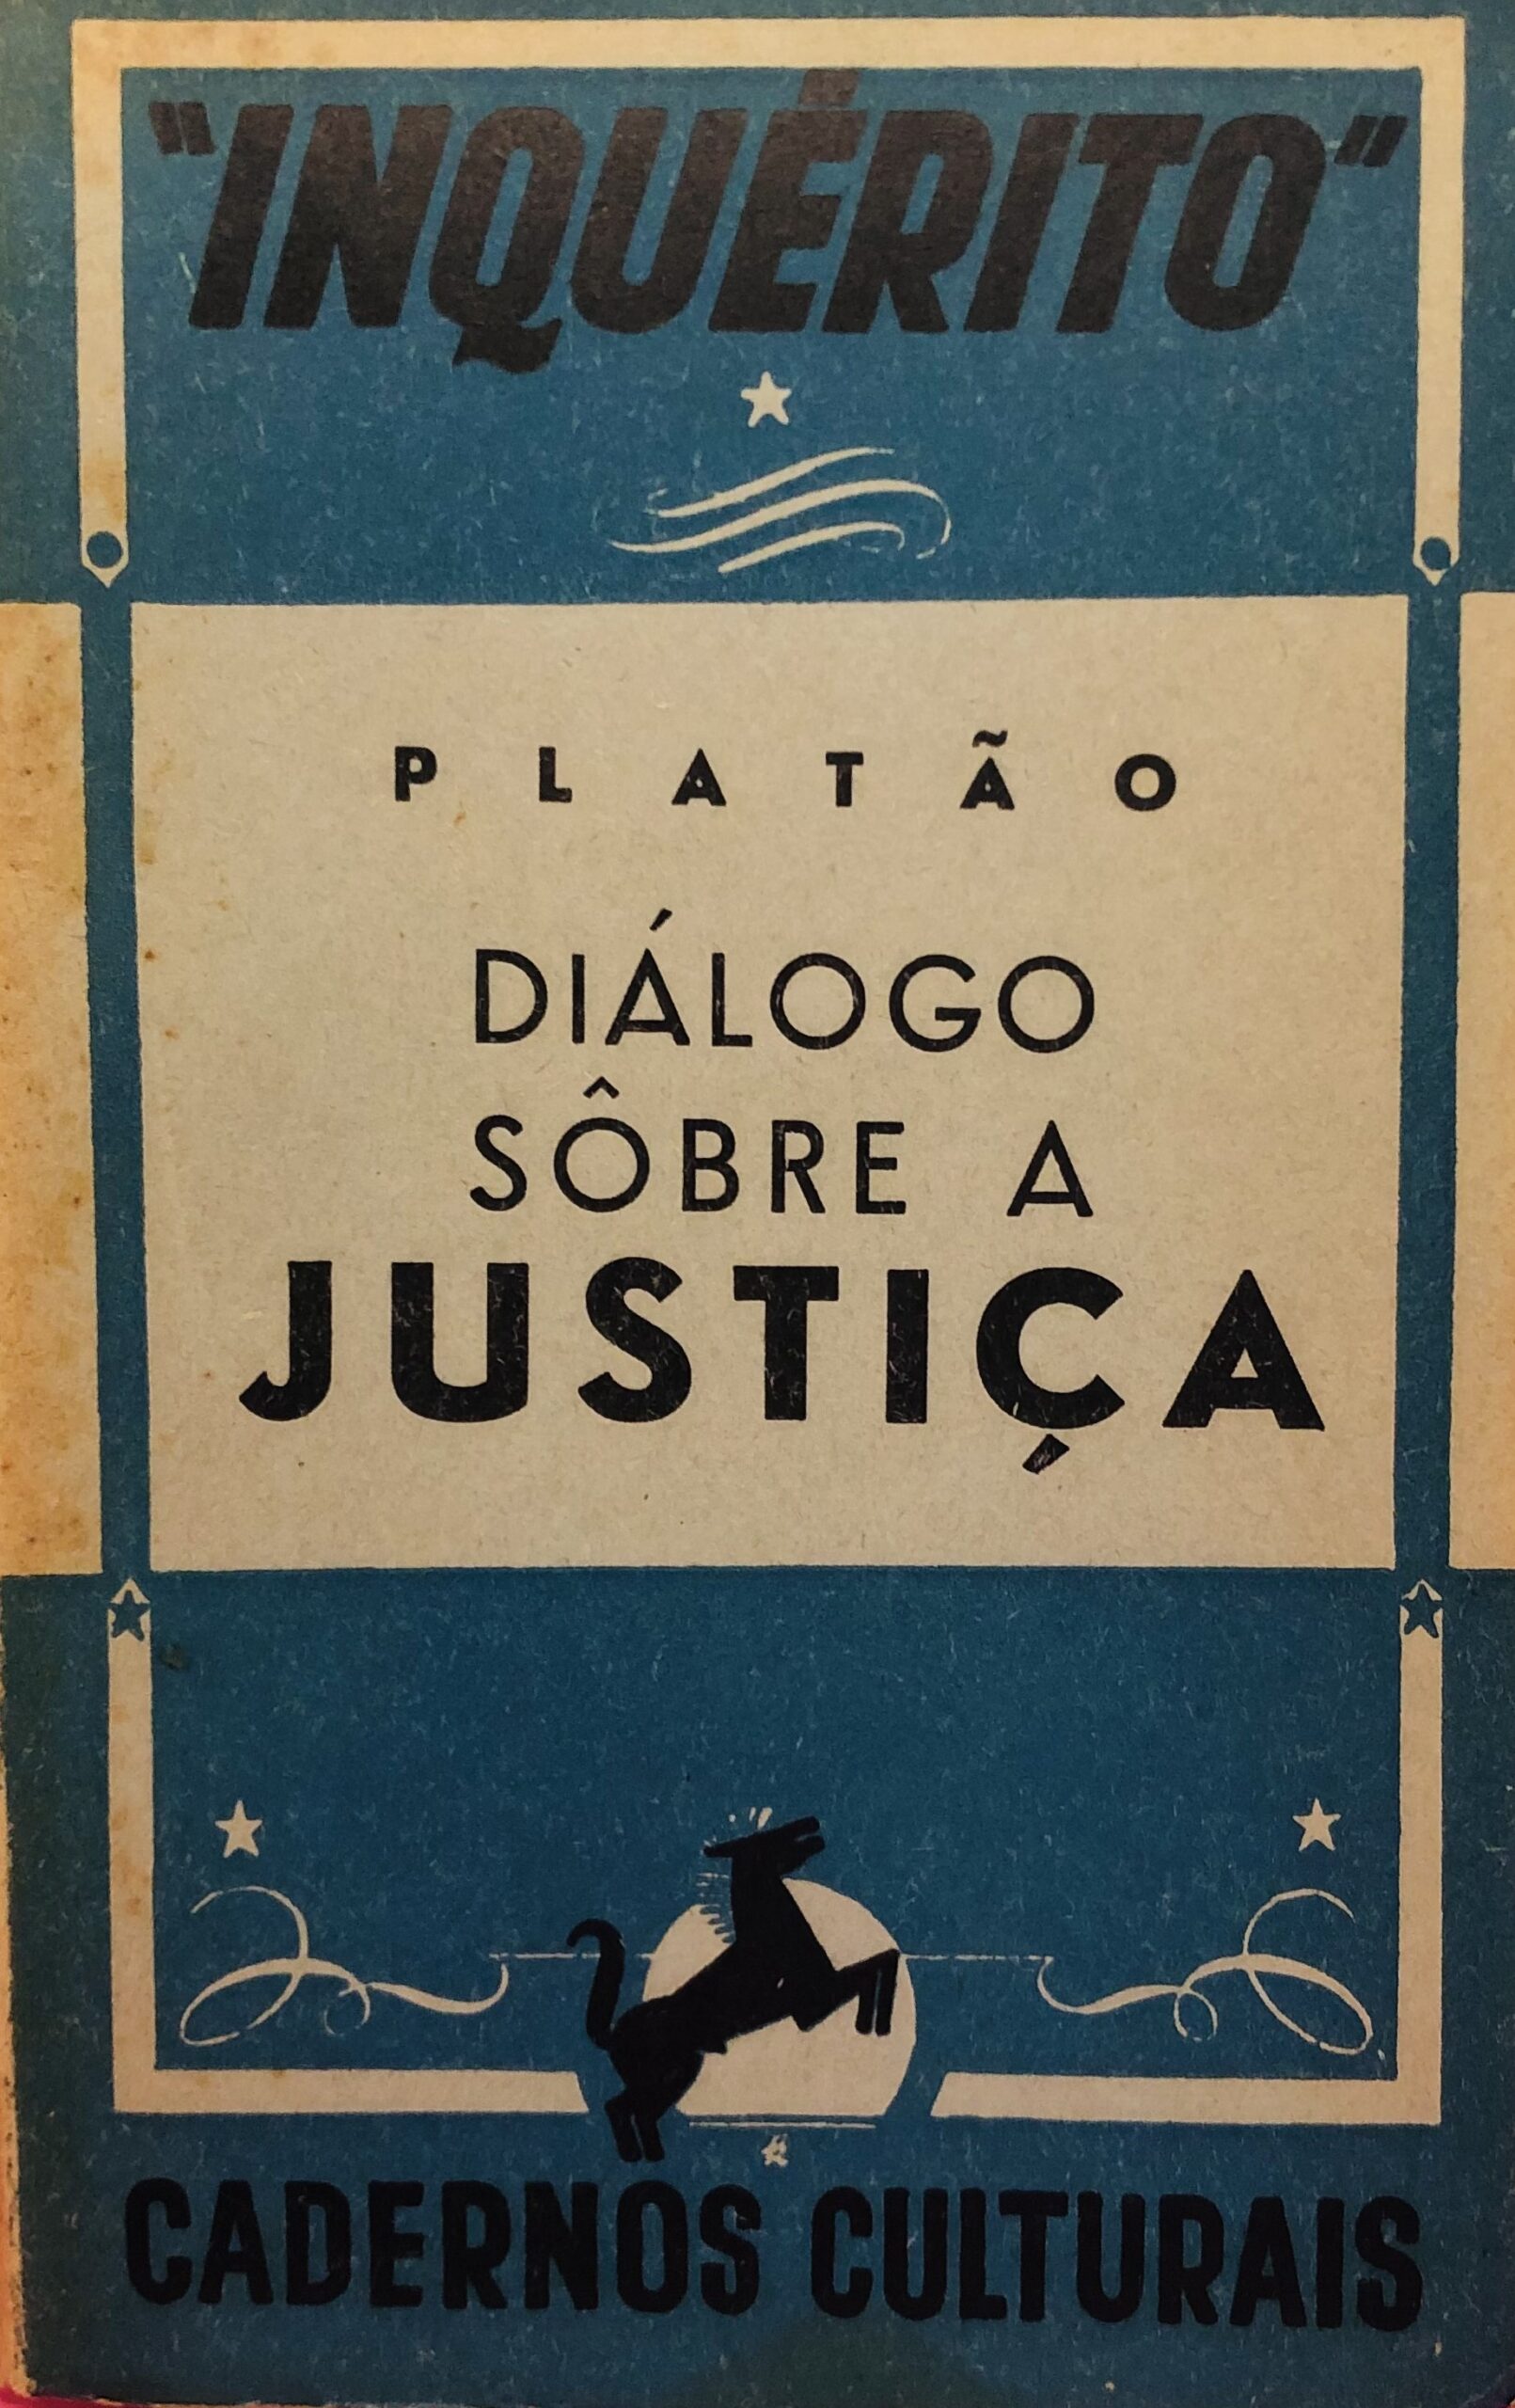 "INQUÉRITO"
PLATÃO
DIÁLOGO
SÔBRE A
JUSTIÇA
CADERNOS CULTURAIS